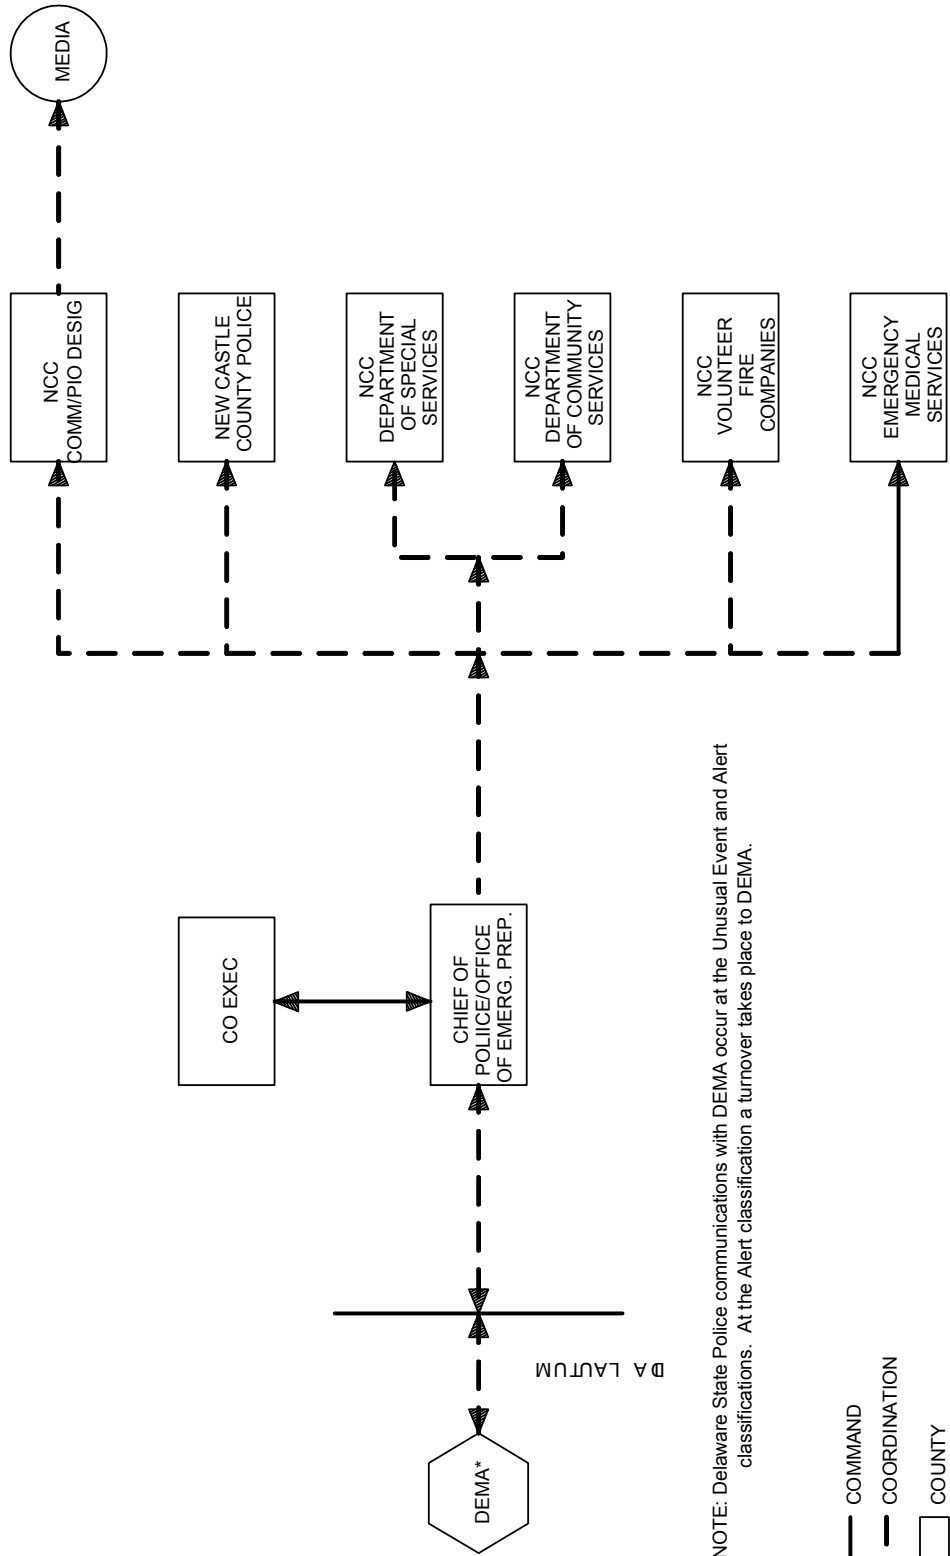 NCC
COMM/PIO DESIG
MEDIA
CO EXEC
NEW CASTLE
COUNTY POLICE
NCC
DEPARTMENT
OF SPECIAL
SERVICES
DEMA*
MUTUAL AID
CHIEF OF
POLIICE/OFFICE
OF EMERG. PREP.
NCC
DEPARTMENT
OF COMMUNITY
SERVICES
NCC
VOLUNTEER
FIRE
COMPANIES
NCC
EMERGENCY
MEDICAL
SERVICES
NOTE: Delaware State Police communications with DEMA occur at the Unusual Event and Alert
classifications. At the Alert classification a turnover takes place to DEMA.
COMMAND
COORDINATION
COUNTY